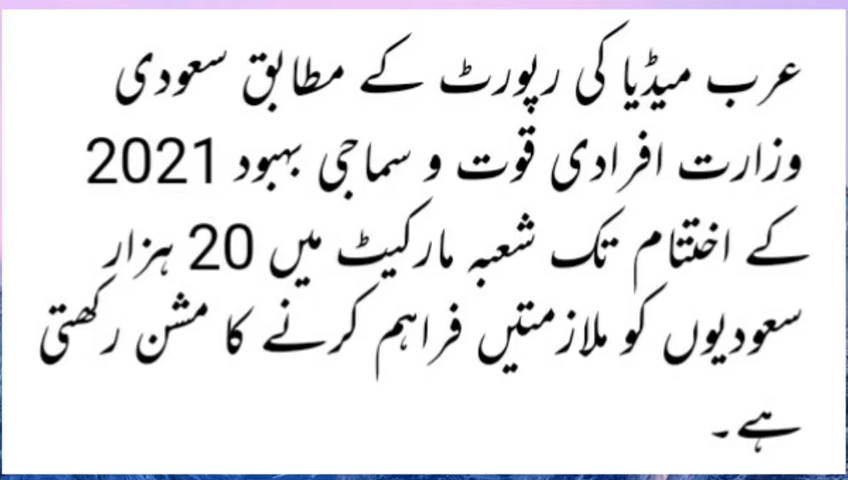 عرب میڈیا کی رپورٹ کے مطابق سعودی
وزارت افرادی قوت و سماجی بہبود 2021
کے اختتام تک شعبہ مارکیٹ میں 20 ہزار
سعودیوں کو ملازمتیں فراہم کرنے کا مشن رکھتی
ہے۔